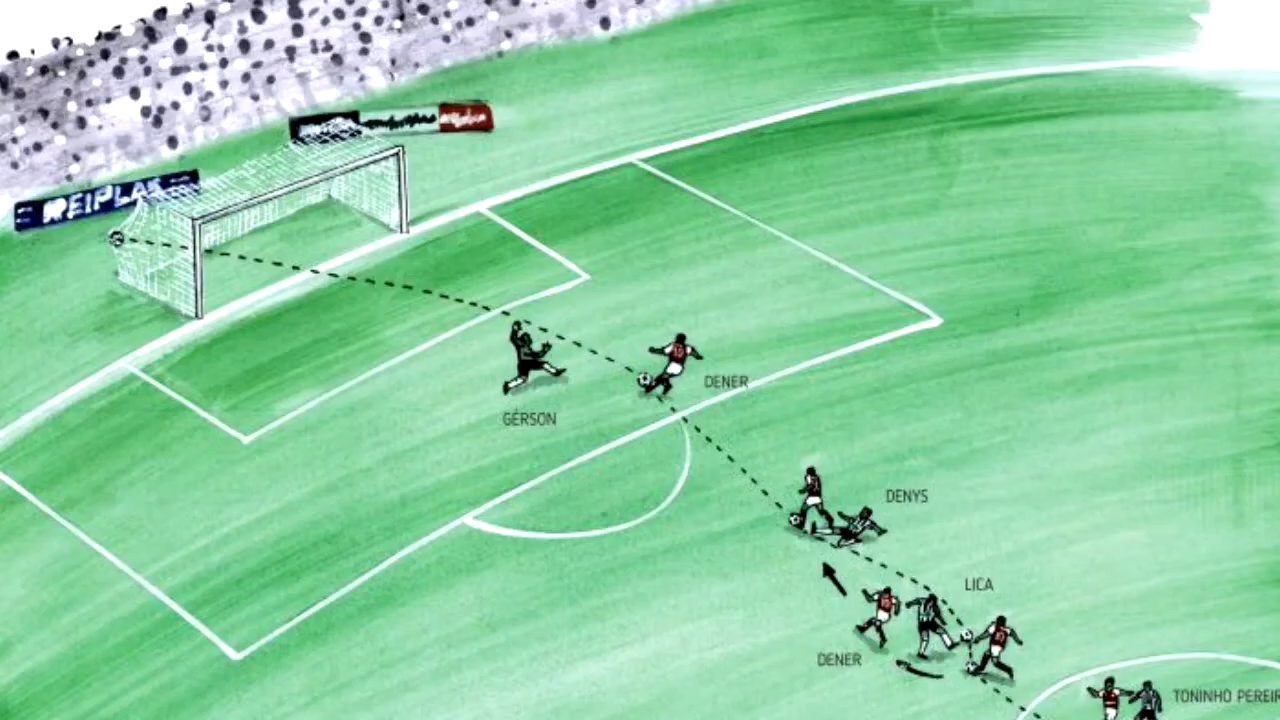 REIPLAS
GÉRSON
DENER
DENYS
LICA
DENER
TONINHO PEREIR